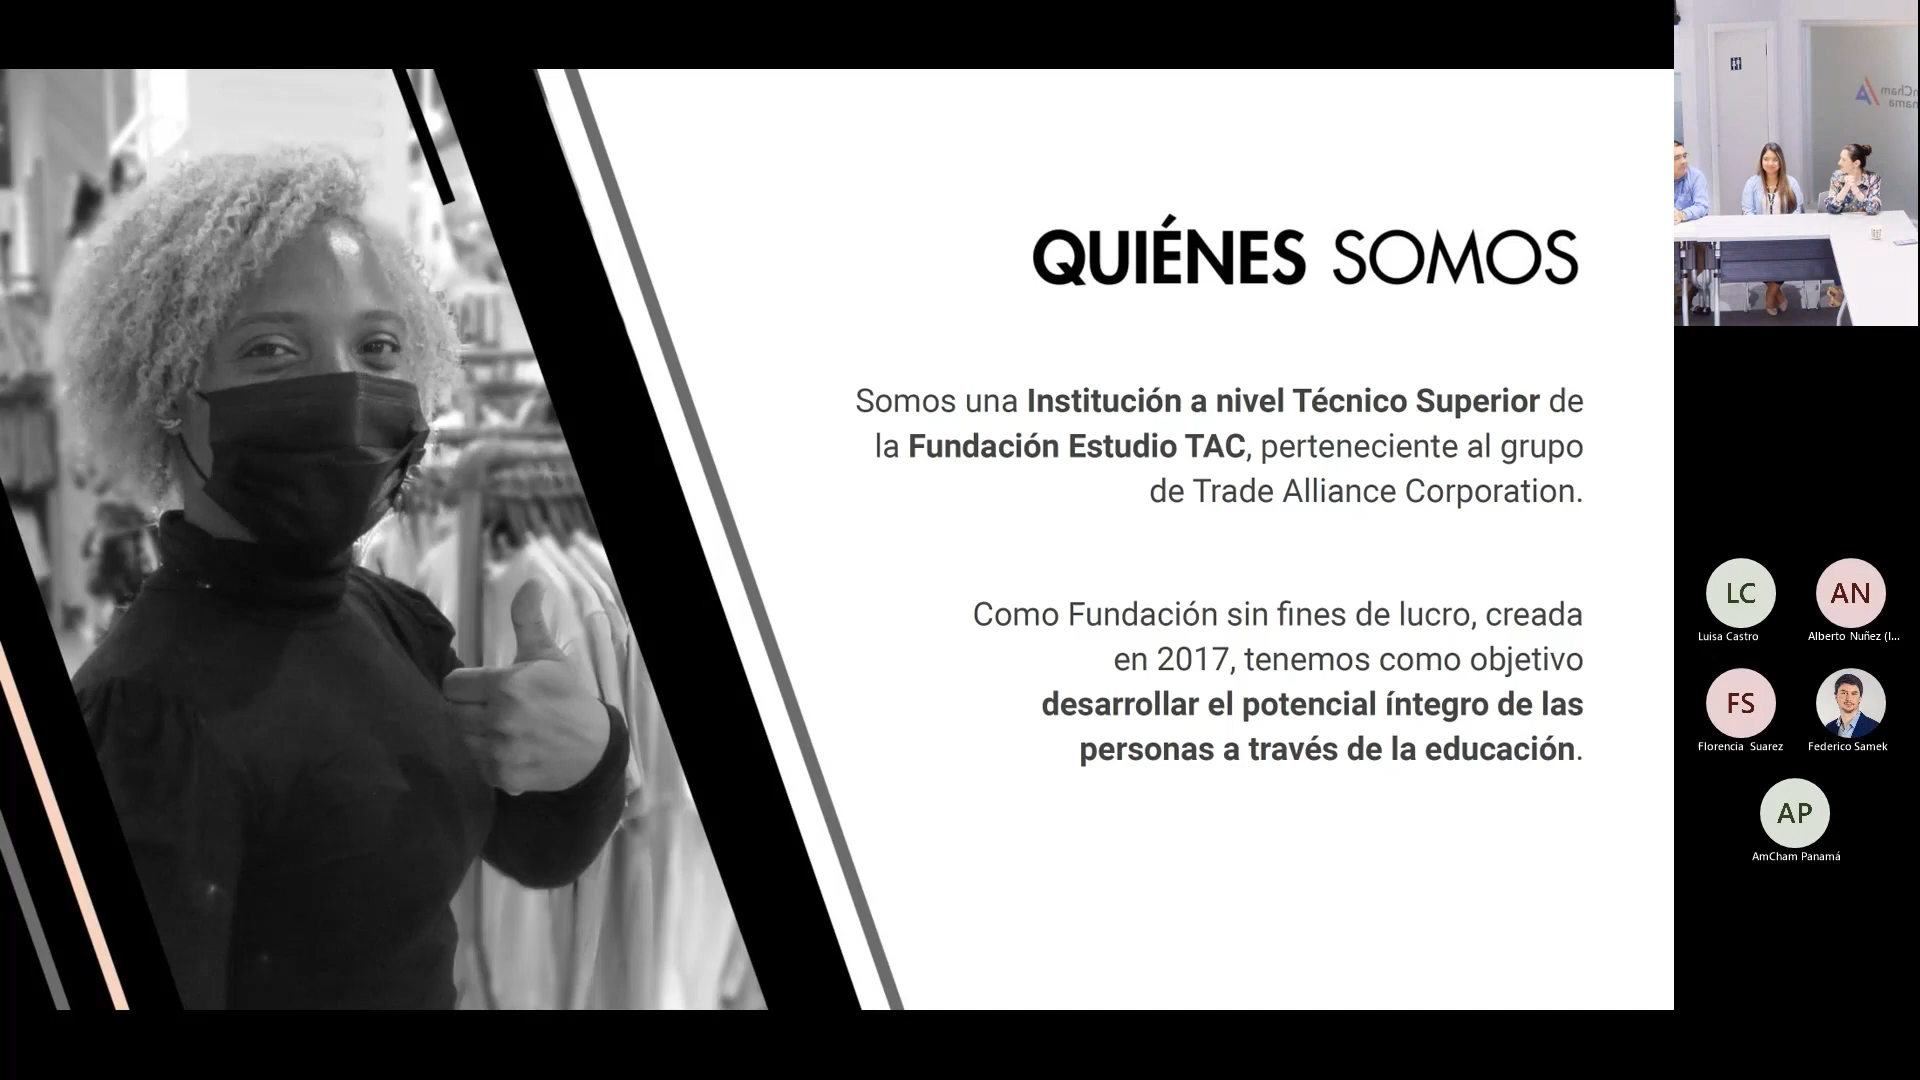 QUIÉNES SOMOS
Somos una Institución a nivel Técnico Superior de
la Fundación Estudio TAC, perteneciente al grupo
de Trade Alliance Corporation.
Como Fundación sin fines de lucro, creada
en 2017, tenemos como objetivo
desarrollar el potencial íntegro de las
personas a través de la educación.
LC
Luisa Castro
AN
Alberto Nuñez (I...
FS
Florencia Suarez
Federico Samek
AP
AmCham Panamá